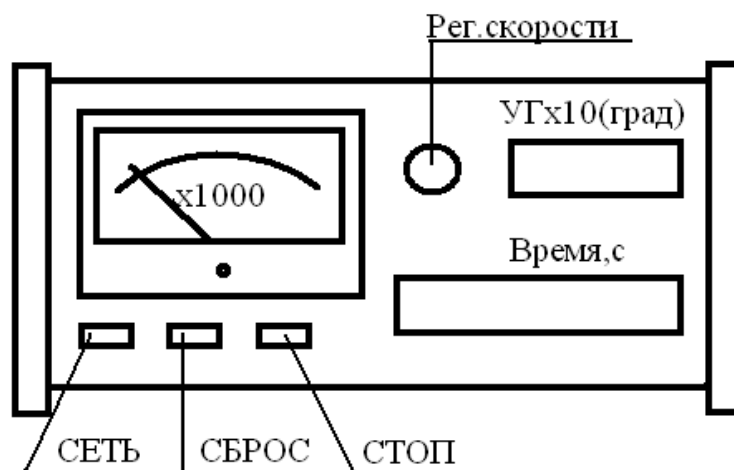 Рег.скорости
УГх10(град)
х1000
Время,с
СЕТЬ
СБРОС
СТОП